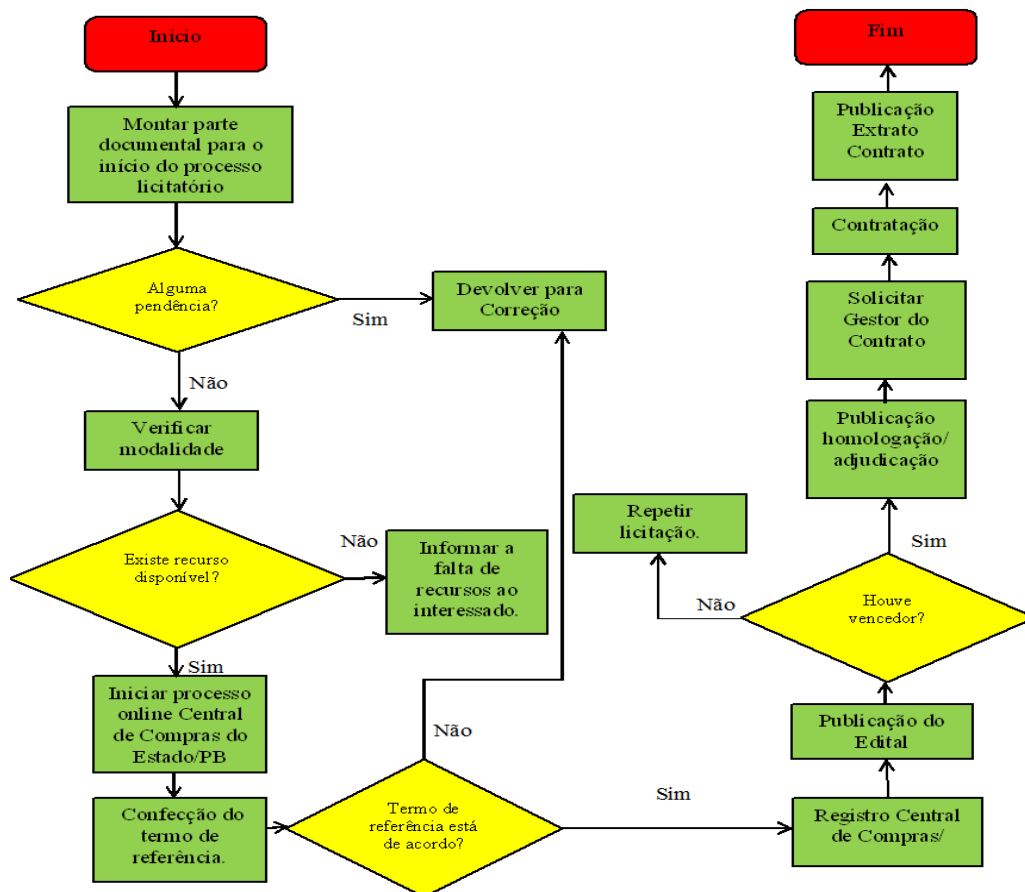 Início
Montar parte
documental para o
início do processo
licitatório
Alguma
pendência?
Sim
Devolver para
Correção
Não
Verificar
modalidade
Existe recurso
disponível?
Não
Informar a
falta de
recursos ao
interessado.
Sim
Iniciar processo
online Central
de Compras do
Estado/PB
Confecção do
termo de
referência.
Termo de
referência está
de acordo?
Não
Sim
Registro Central
de Compras/
Publicação do
Edital
Houve
vencedor?
Não
Repetir
licitação.
Sim
Publicação
homologação/
adjudicação
Solicitar
Gestor do
Contrato
Contratação
Publicação
Extrato
Contrato
Fim